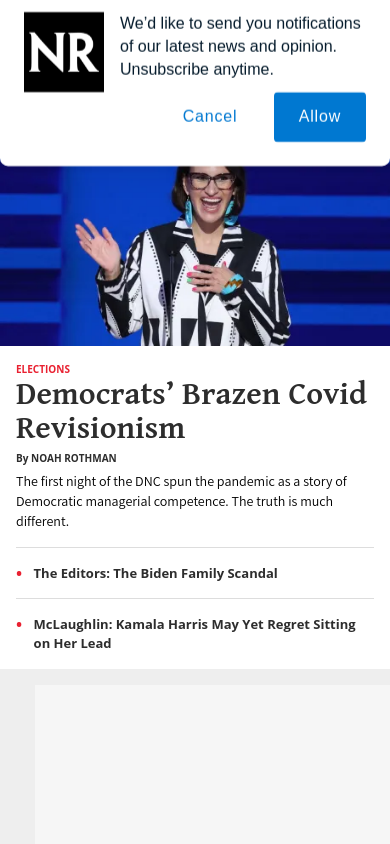 NR
We'd like to send you notifications
of our latest news and opinion.
Unsubscribe anytime.
Cancel
Allow
ELECTIONS
Democrats’ Brazen Covid
Revisionism
By NOAH ROTHMAN
The first night of the DNC spun the pandemic as a story of
Democratic managerial competence. The truth is much
different.
The Editors: The Biden Family Scandal
McLaughlin: Kamala Harris May Yet Regret Sitting
on Her Lead